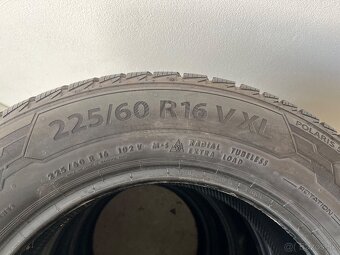 225/60 R16 V XL
POLARIS
225/60 R 16 102 V M+S RADIAL TUBELESS
EXTRA LOAD
ROTATION